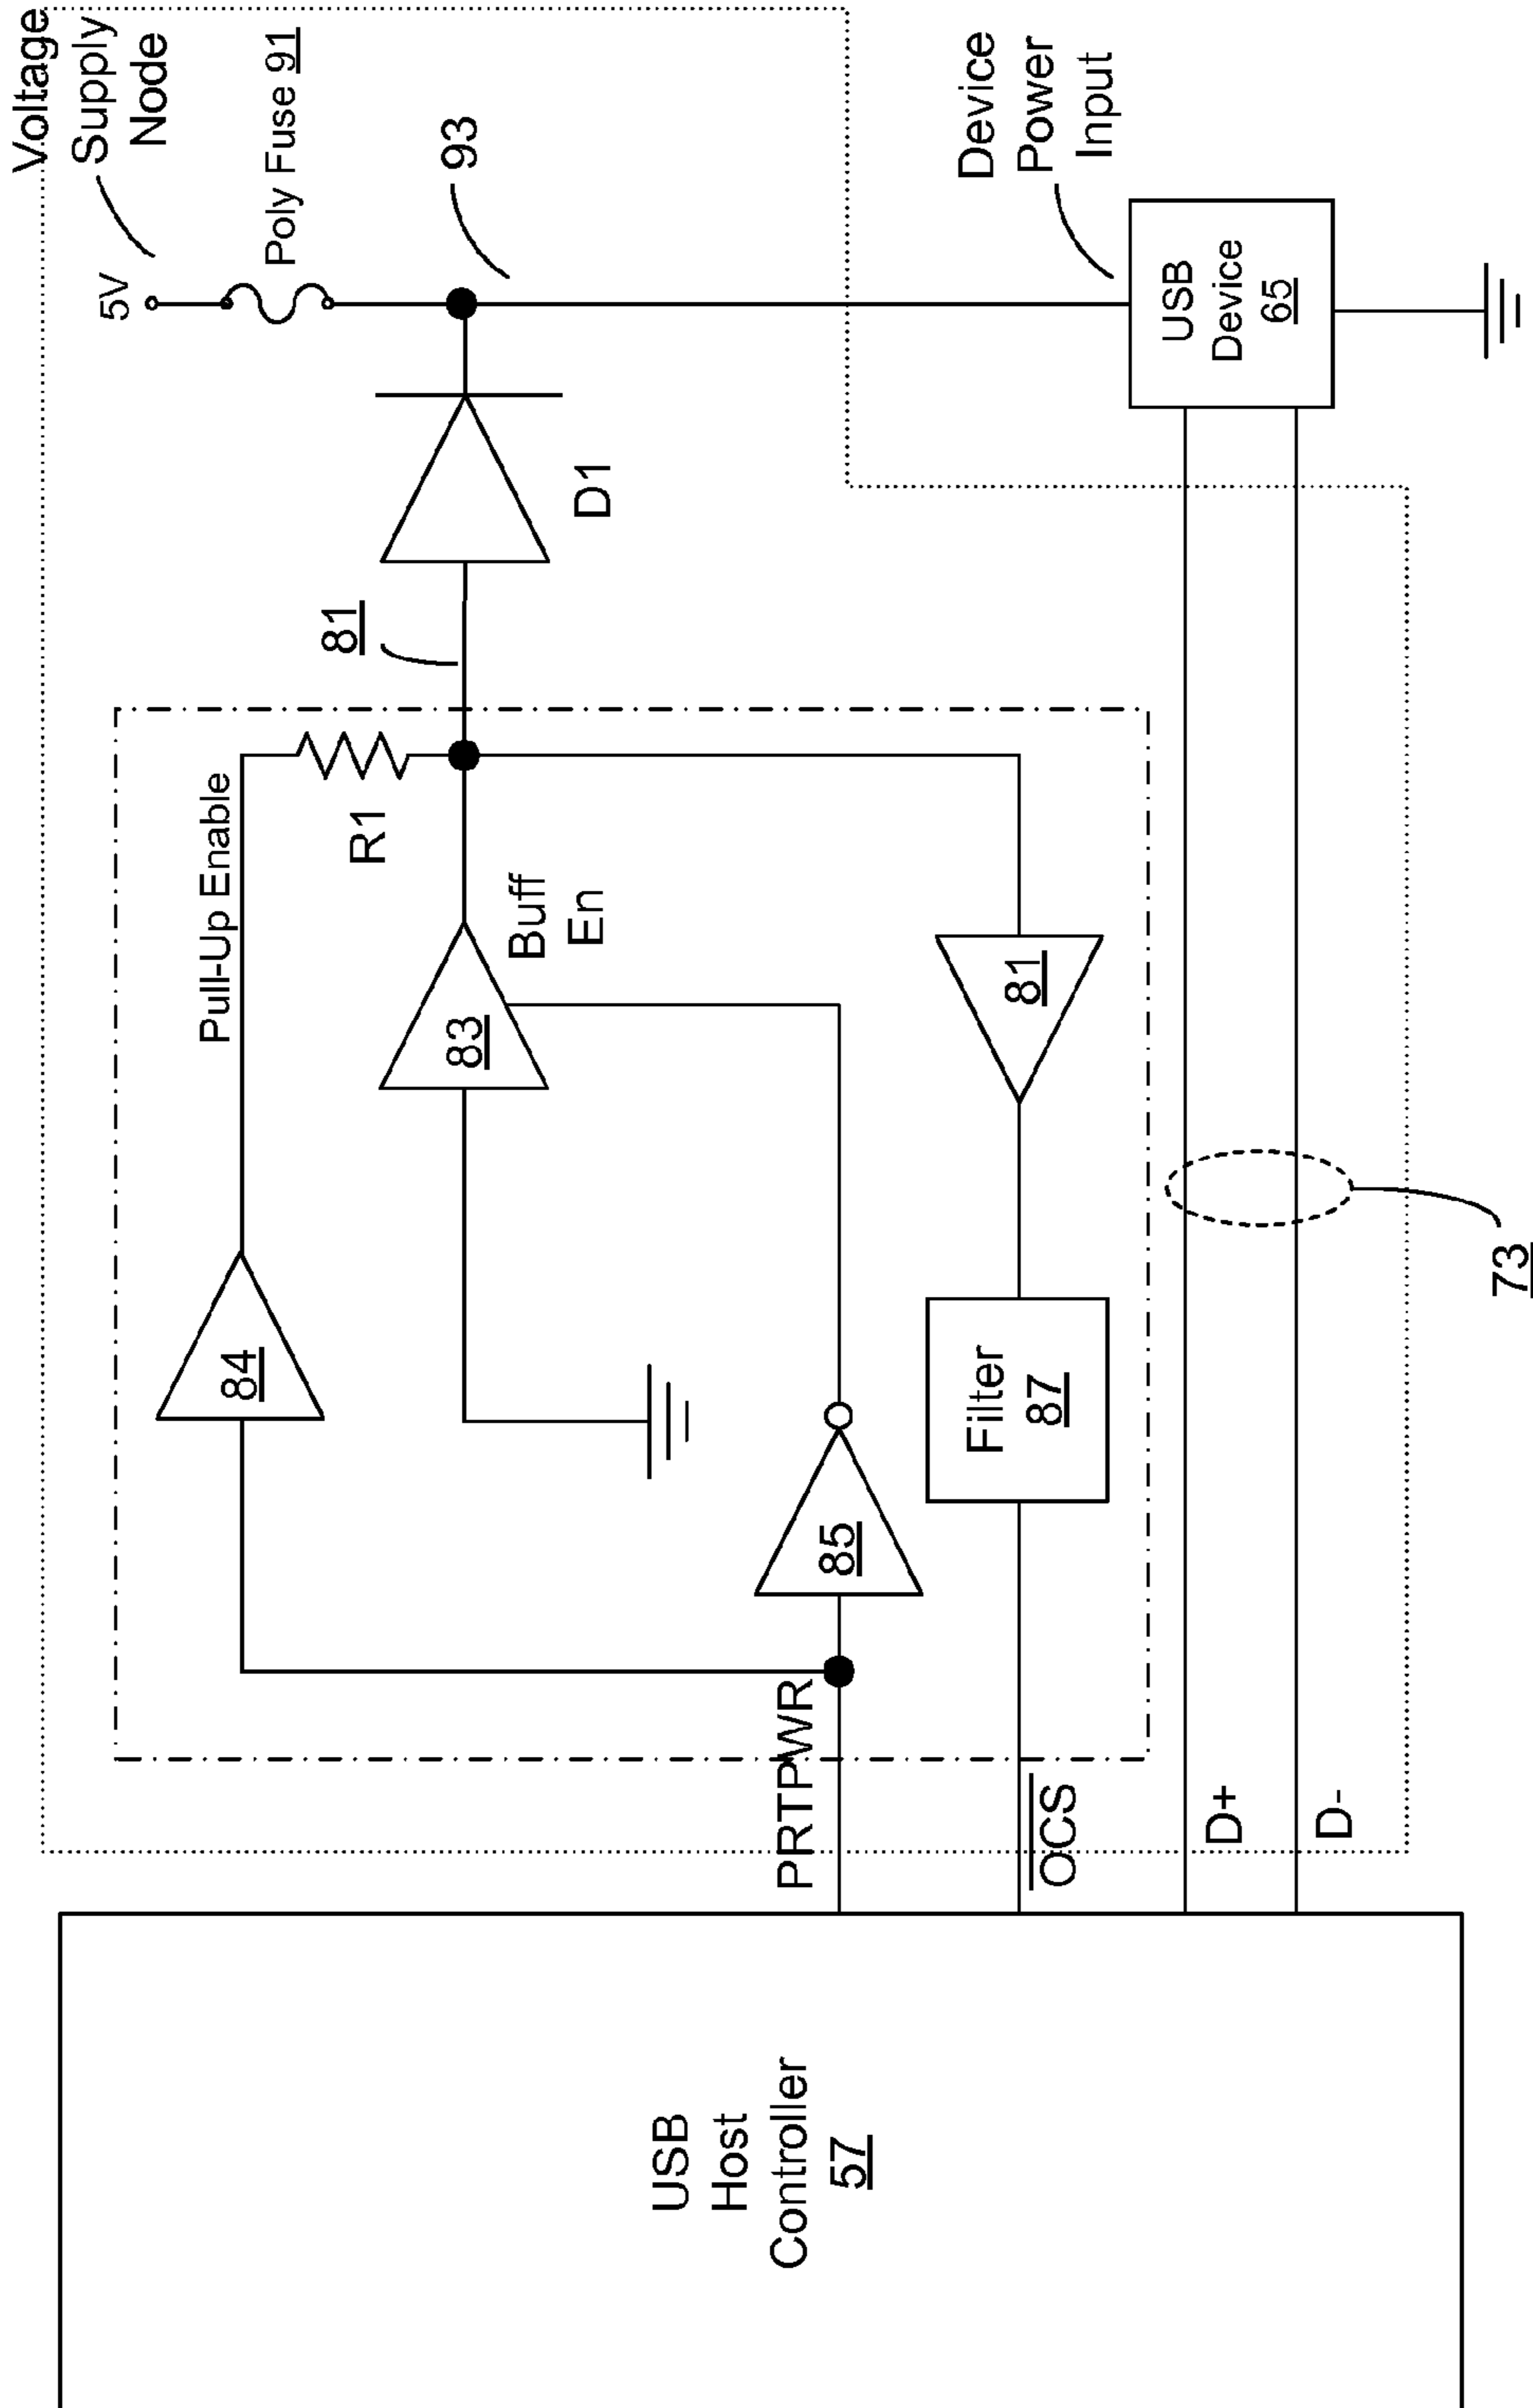 Voltage
Supply
Node
5V
Poly Fuse 91
93
Device
Power
Input
USB
Device
65
D1
81
Pull-Up Enable
R1
Buff
En
83
84
81
85
Filter
87
73
PRTPWR
OCS
D+
D-
USB
Host
Controller
57